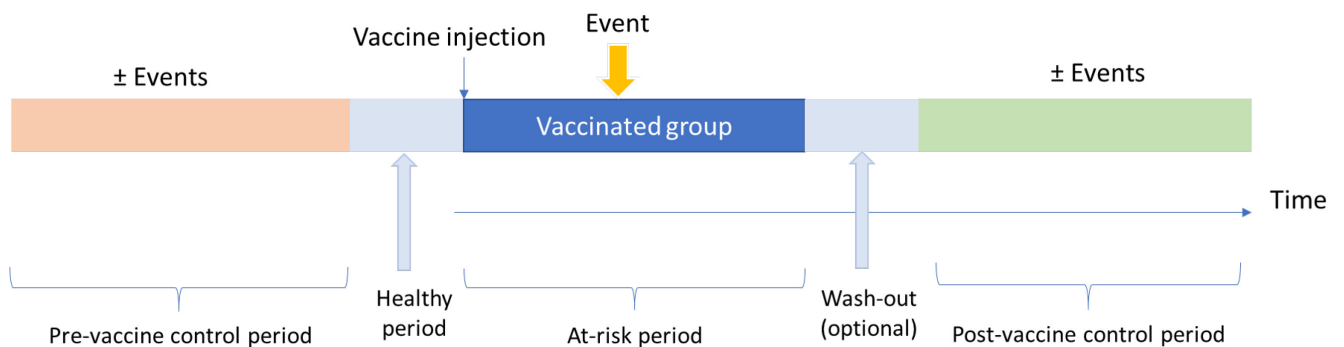 Event
Vaccine injection
± Events
± Events
Vaccinated group
Time
Healthy
period
Wash-out
(optional)
Pre-vaccine control period
At-risk period
Post-vaccine control period